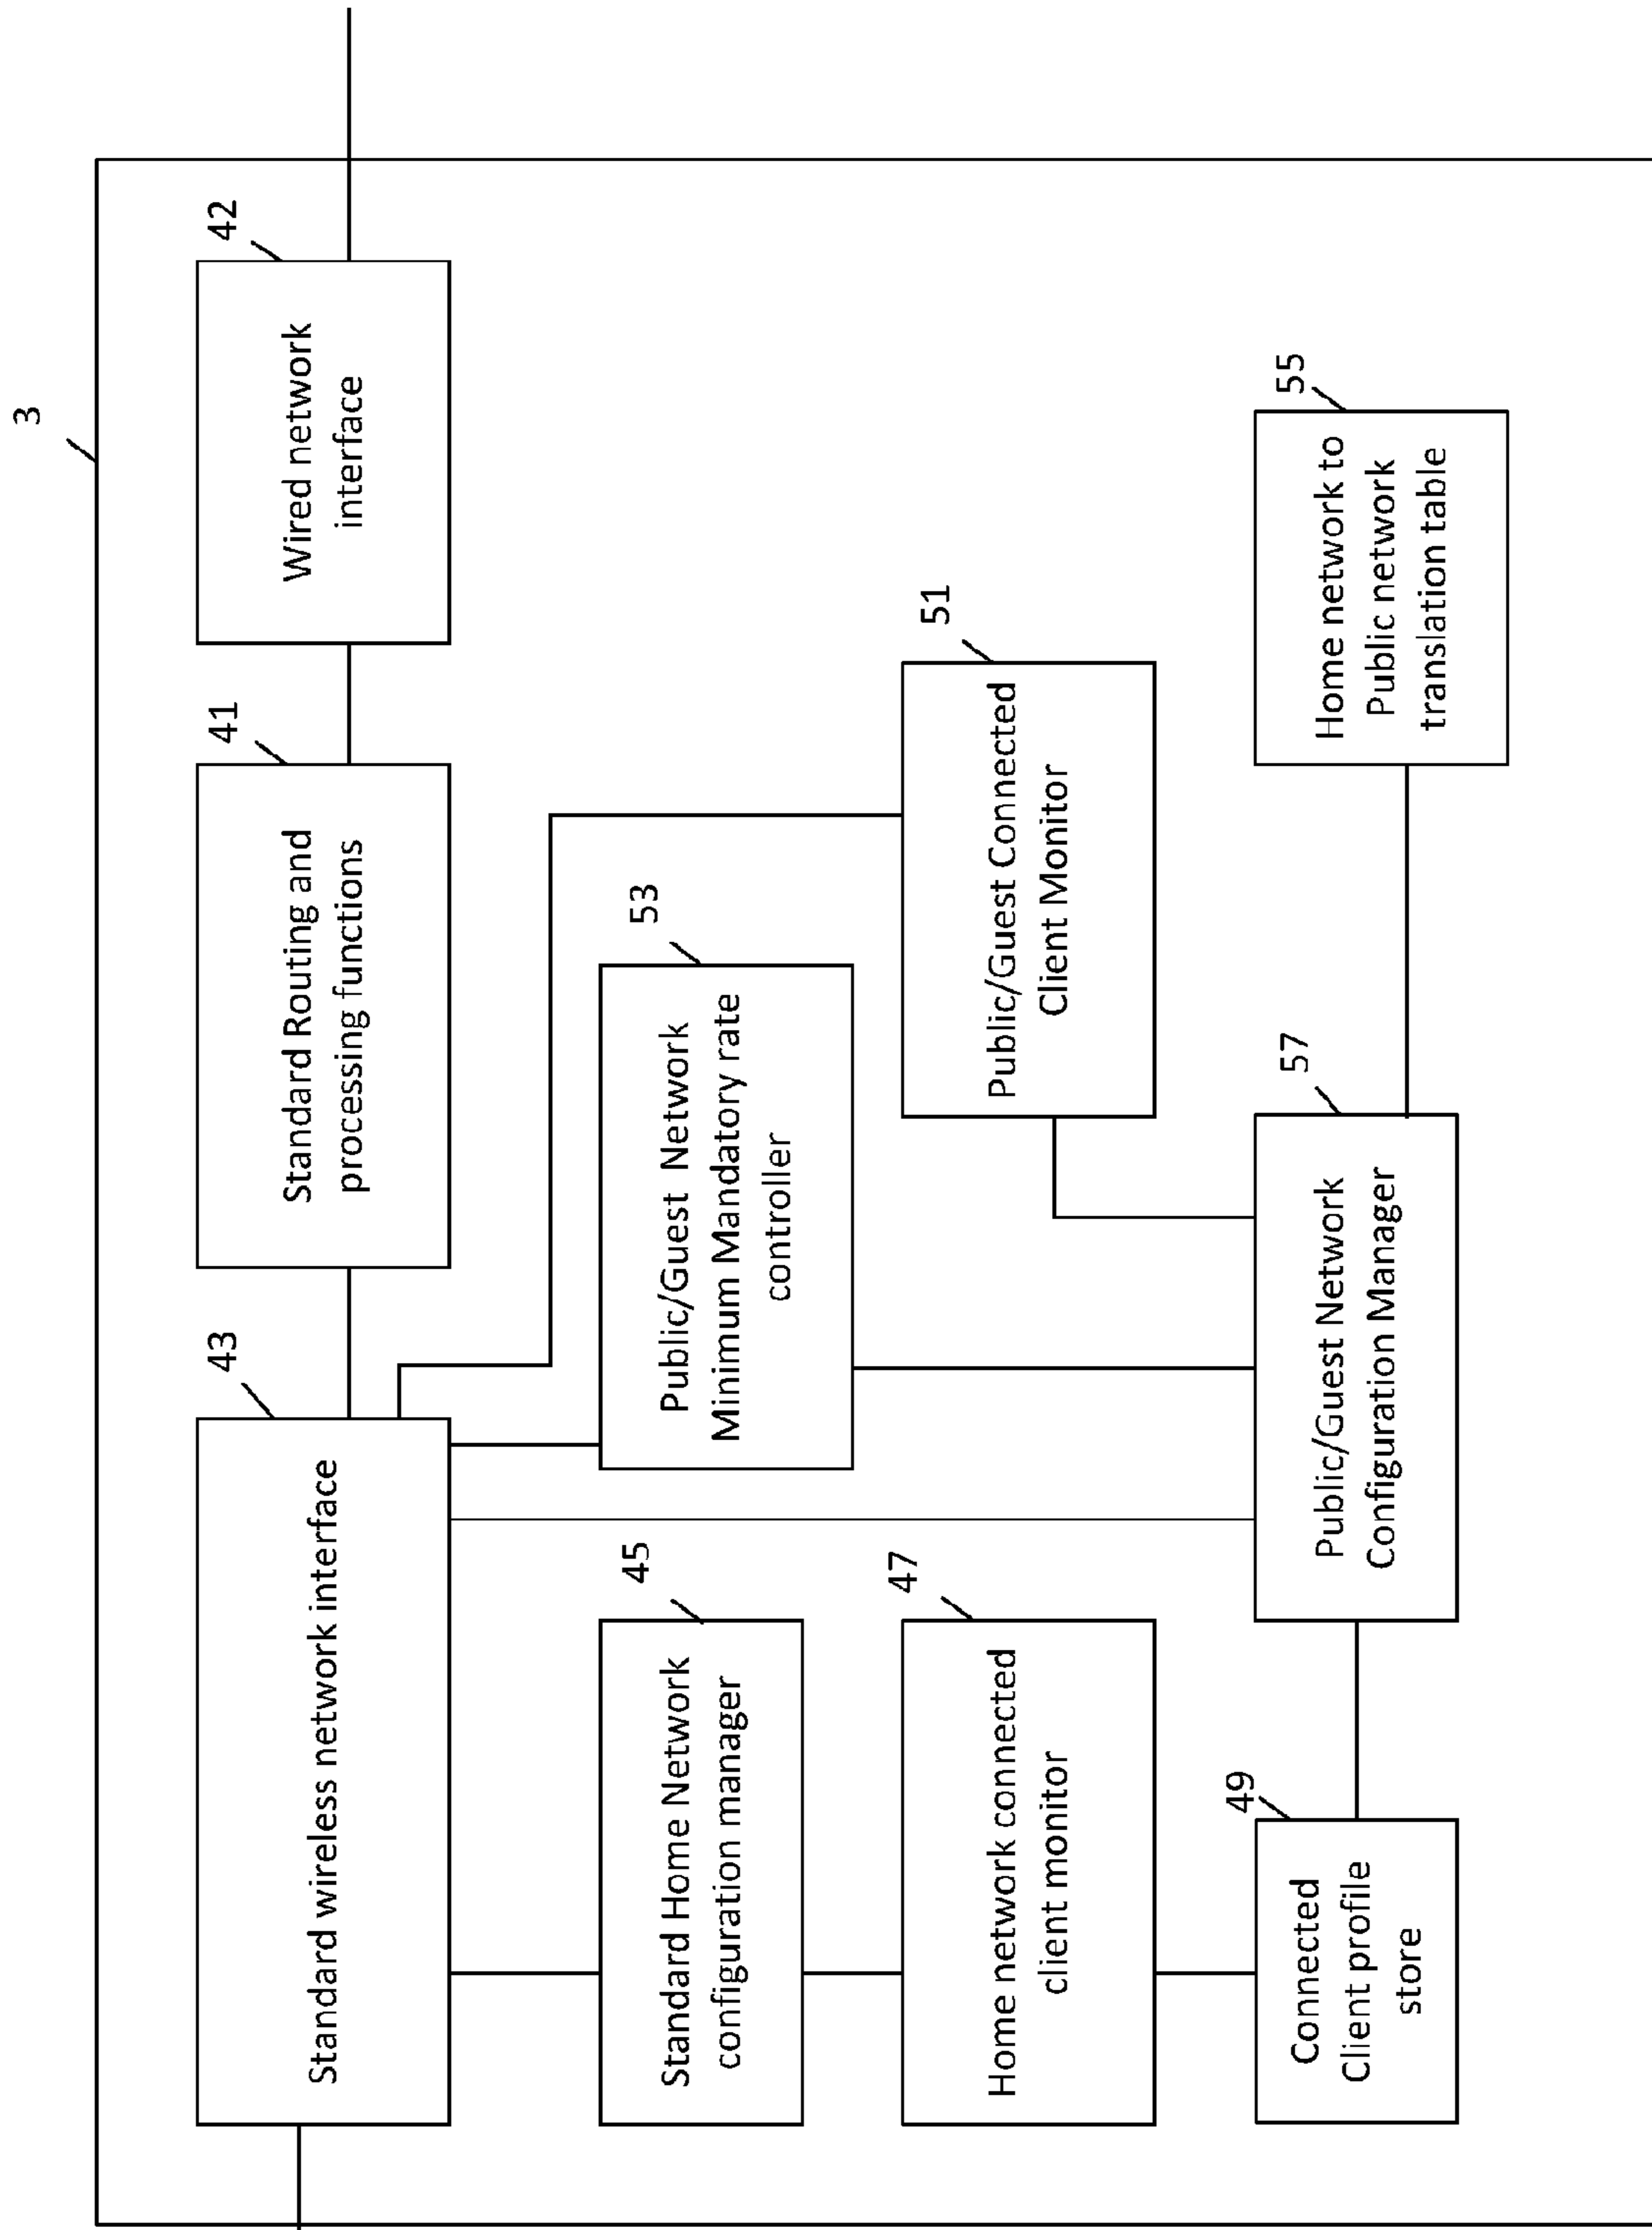 3
43
Standard wireless network interface
41
Standard Routing and
processing functions
42
Wired network
interface
45
Standard Home Network
configuration manager
53
Public/Guest Network
Minimum Mandatory rate
controller
47
Home network connected
client monitor
51
Public/Guest Connected
Client Monitor
49
Connected
Client profile
store
57
Public/Guest Network
Configuration Manager
55
Home network to
Public network
translation table